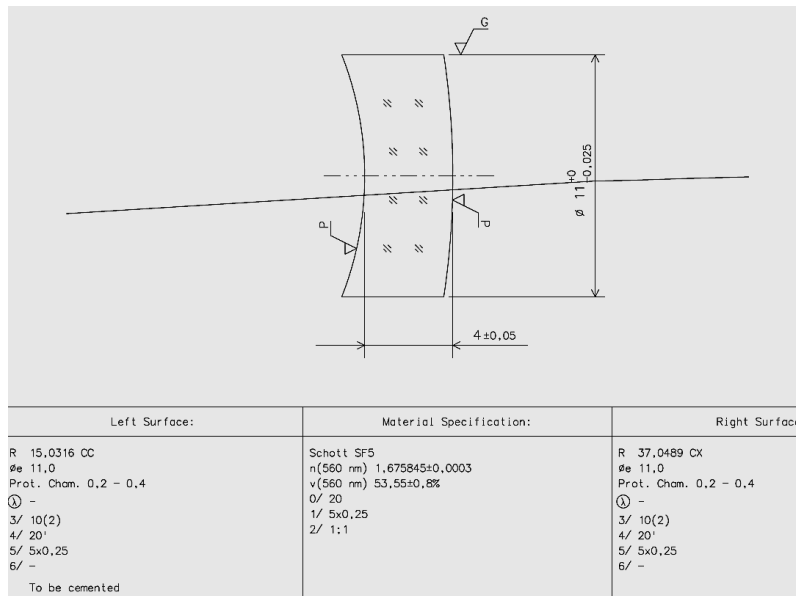 G
ø 11 +0 -0.025
P
P
4±0.05
Left Surface:
Material Specification:
Right Surfac
R 15,0316 CC
øe 11,0
Prot. Cham. 0,2 - 0,4
λ -
3/ 10(2)
4/ 20'
5/ 5x0,25
6/ -
To be cemented
Schott SF5
n(560 nm) 1,675845±0,0003
v(560 nm) 53,55±0,8%
0/ 20
1/ 5x0,25
2/ 1:1
R 37,0489 CX
øe 11,0
Prot. Cham. 0,2 - 0,4
λ -
3/ 10(2)
4/ 20'
5/ 5x0,25
6/ -